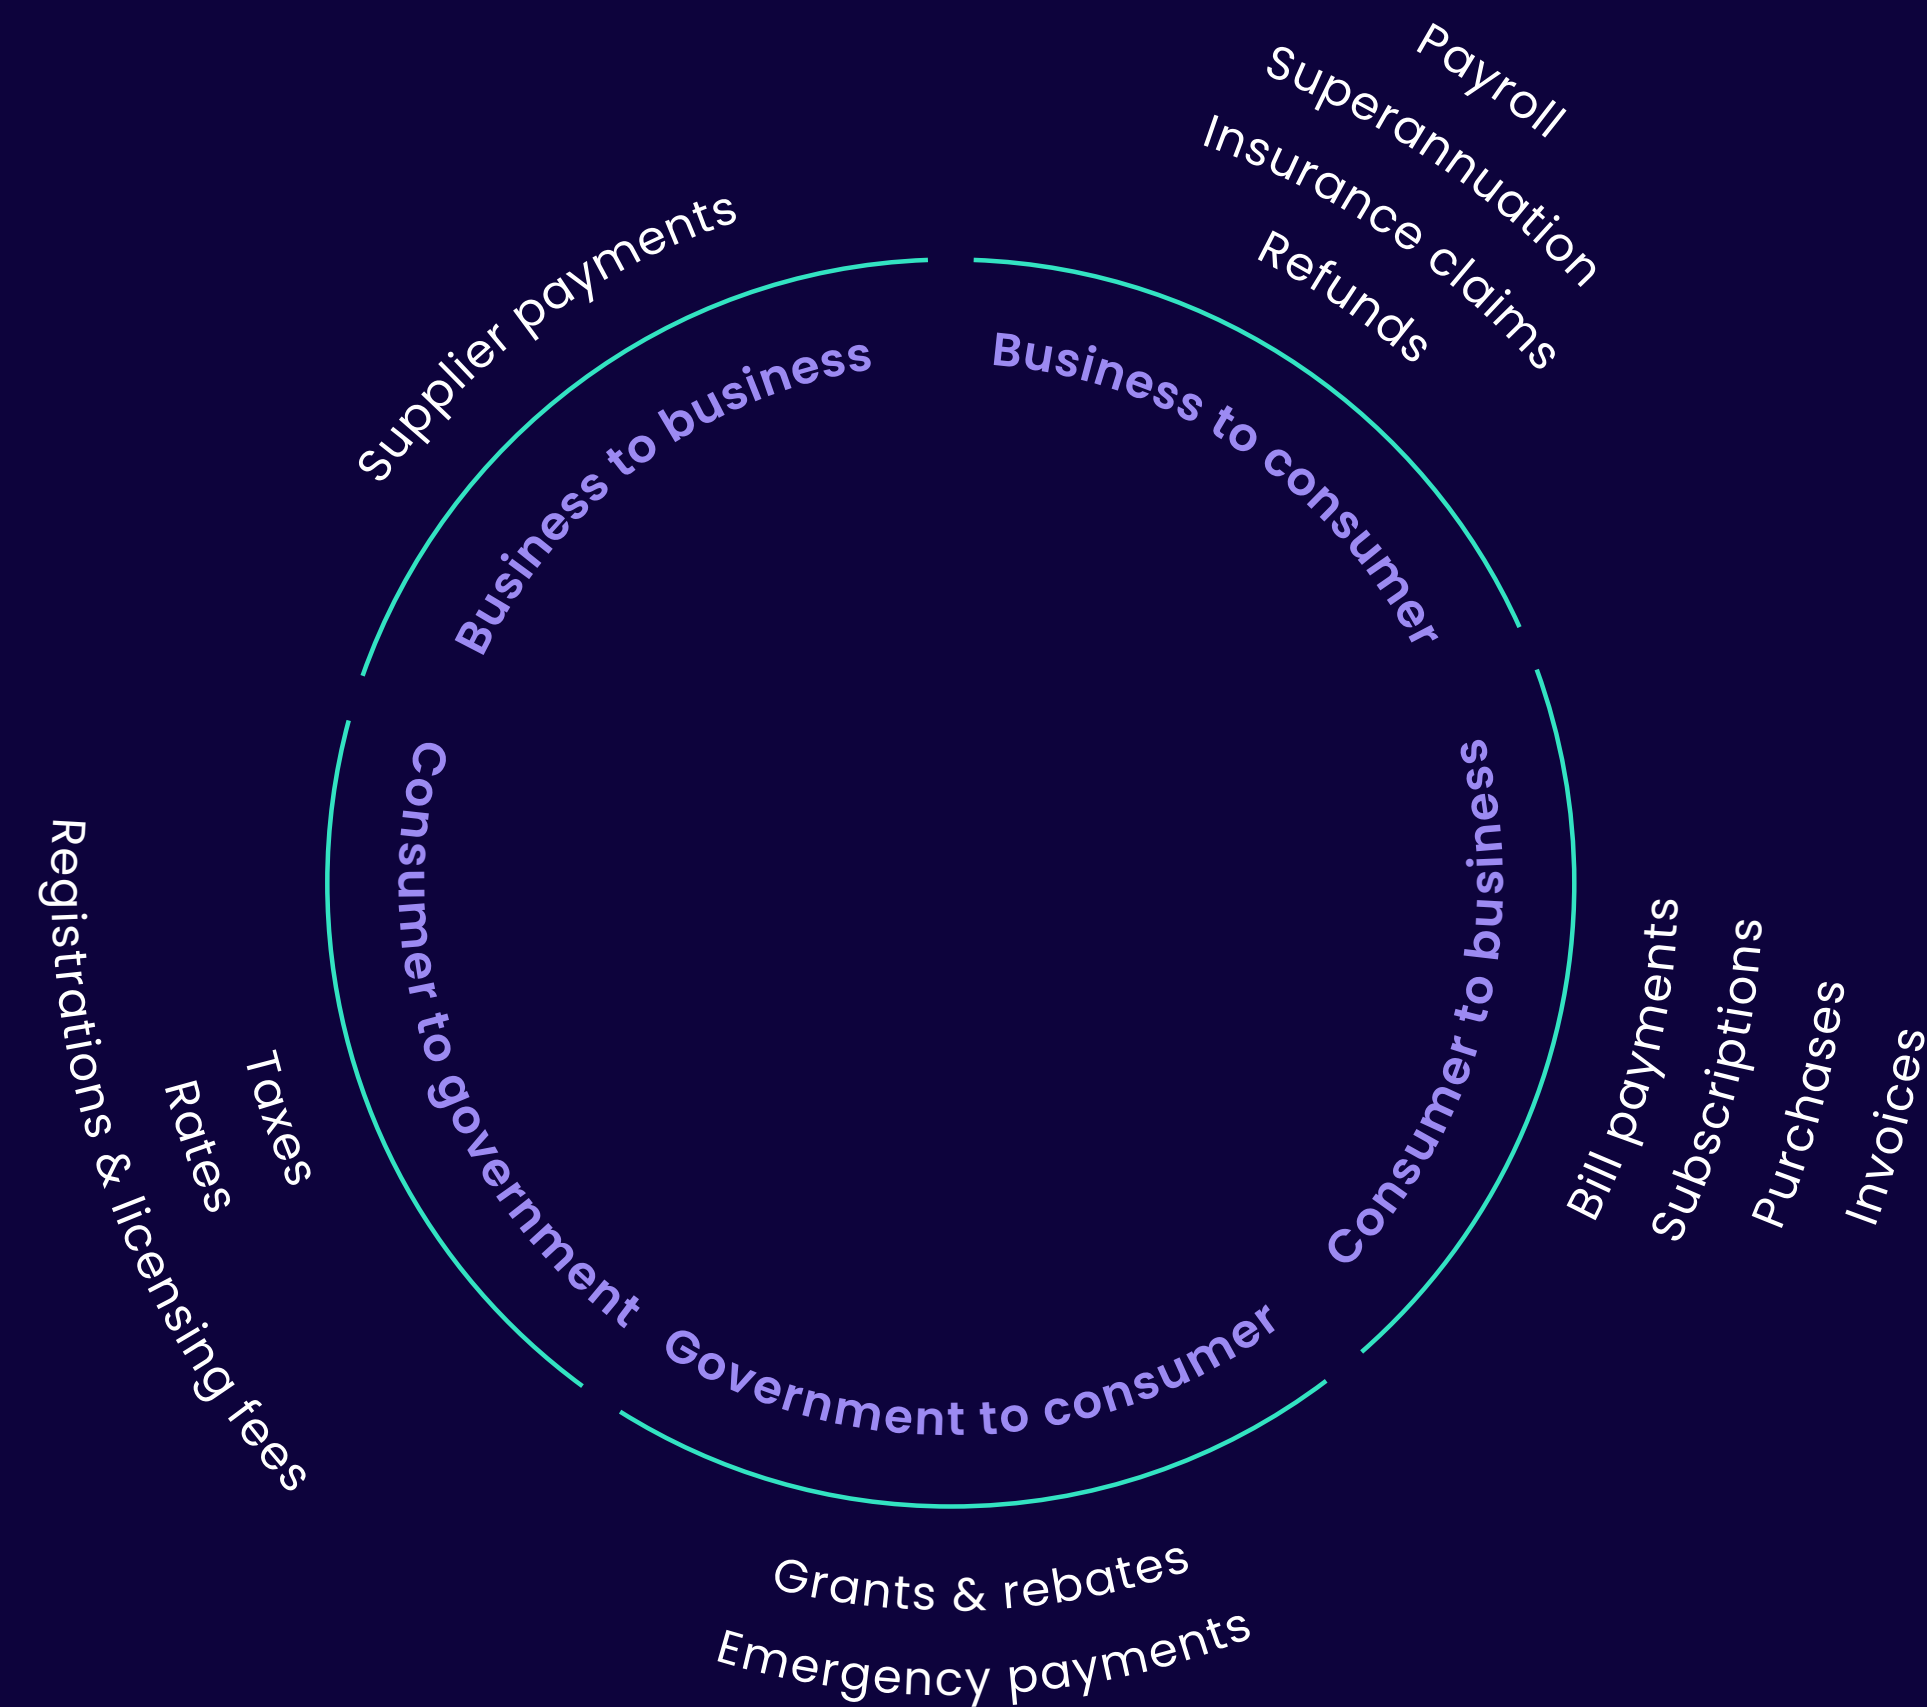 Payroll
Superannuation
Insurance claims
Refunds
Business to consumer
Supplier payments
Business to business
Consumer to business
Bill payments
Subscriptions
Purchases
Invoices
Consumer to government
Taxes
Rates
Registrations & licensing fees
Government to consumer
Grants & rebates
Emergency payments